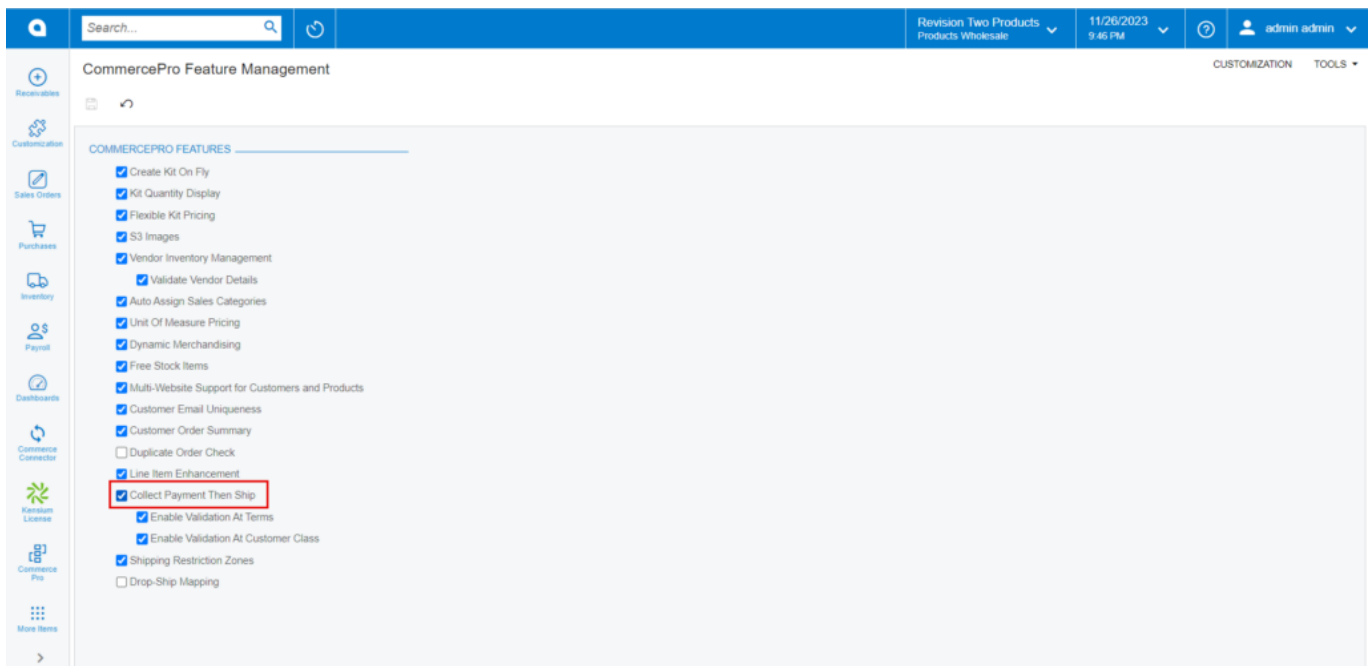 Search...
Revision Two Products
Products Wholesale
11/26/2023
9:46 PM
admin admin
CommercePro Feature Management
CUSTOMIZATION
TOOLS
Receivables
Customization
Sales Orders
Purchases
Inventory
Payroll
Dashboards
Commerce
Connector
Kensium
License
Commerce
Pro
More Items
COMMERCEPRO FEATURES
Create Kit On Fly
Kit Quantity Display
Flexible Kit Pricing
S3 Images
Vendor Inventory Management
Validate Vendor Details
Auto Assign Sales Categories
Unit Of Measure Pricing
Dynamic Merchandising
Free Stock Items
Multi-Website Support for Customers and Products
Customer Email Uniqueness
Customer Order Summary
Duplicate Order Check
Line Item Enhancement
Collect Payment Then Ship
Enable Validation At Terms
Enable Validation At Customer Class
Shipping Restriction Zones
Drop-Ship Mapping